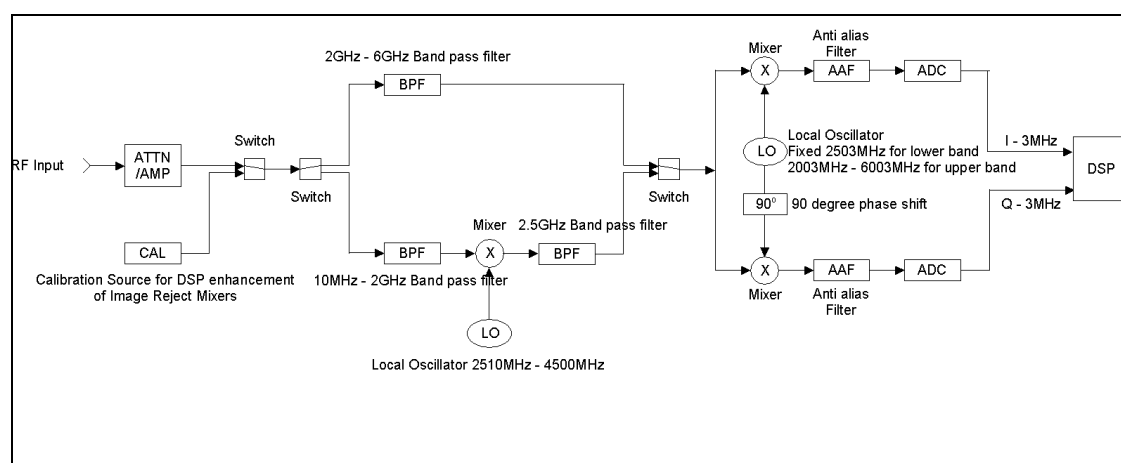 2GHz - 6GHz Band pass filter
BPF
RF Input
ATTN
/AMP
Switch
Switch
CAL
Calibration Source for DSP enhancement
of Image Reject Mixers
BPF
10MHz - 2GHz Band pass filter
Mixer
X
2.5GHz Band pass filter
BPF
LO
Local Oscillator 2510MHz - 4500MHz
Switch
Mixer
X
Anti alias
Filter
AAF
ADC
LO
Local Oscillator
Fixed 2503MHz for lower band
2003MHz - 6003MHz for upper band
90°
90 degree phase shift
X
Mixer
AAF
Anti alias
Filter
ADC
I - 3MHz
Q - 3MHz
DSP